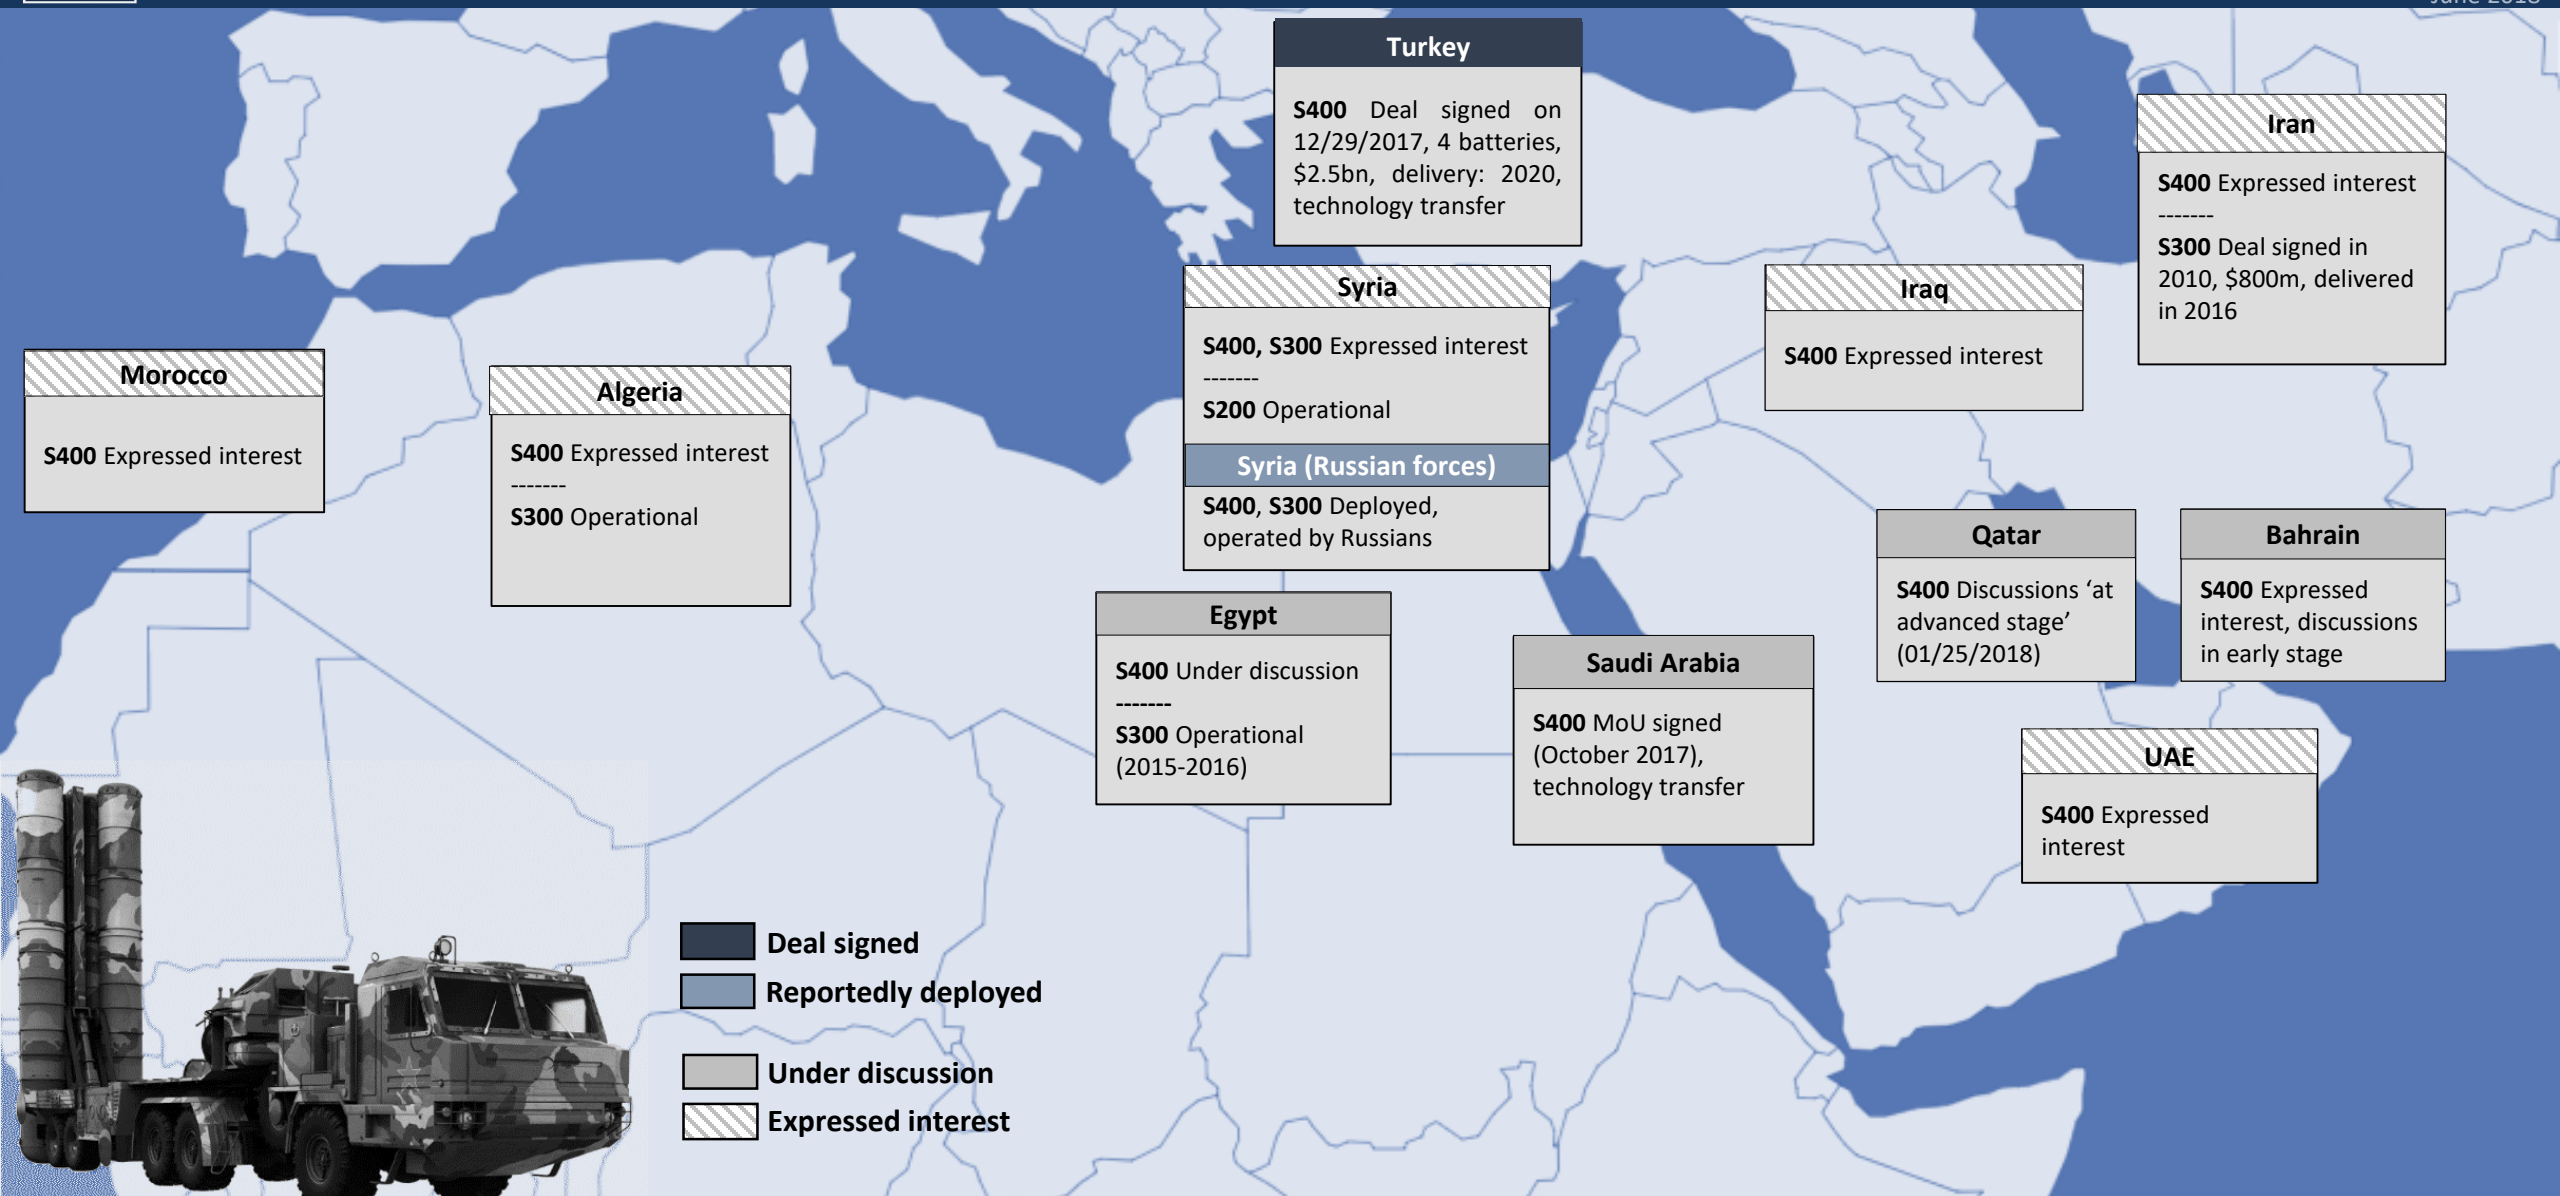 June 2018
Turkey
S400 Deal signed on
12/29/2017, 4 batteries,
$2.5bn, delivery: 2020,
technology transfer
Iran
S400 Expressed interest
-------
S300 Deal signed in
2010, $800m, delivered
in 2016
Syria
S400, S300 Expressed interest
-------
S200 Operational
Syria (Russian forces)
S400, S300 Deployed,
operated by Russians
Iraq
S400 Expressed interest
Morocco
S400 Expressed interest
Algeria
S400 Expressed interest
-------
S300 Operational
Qatar
S400 Discussions ‘at
advanced stage’
(01/25/2018)
Bahrain
S400 Expressed
interest, discussions
in early stage
Egypt
S400 Under discussion
-------
S300 Operational
(2015-2016)
Saudi Arabia
S400 MoU signed
(October 2017),
technology transfer
UAE
S400 Expressed
interest
Deal signed
Reportedly deployed
Under discussion
Expressed interest